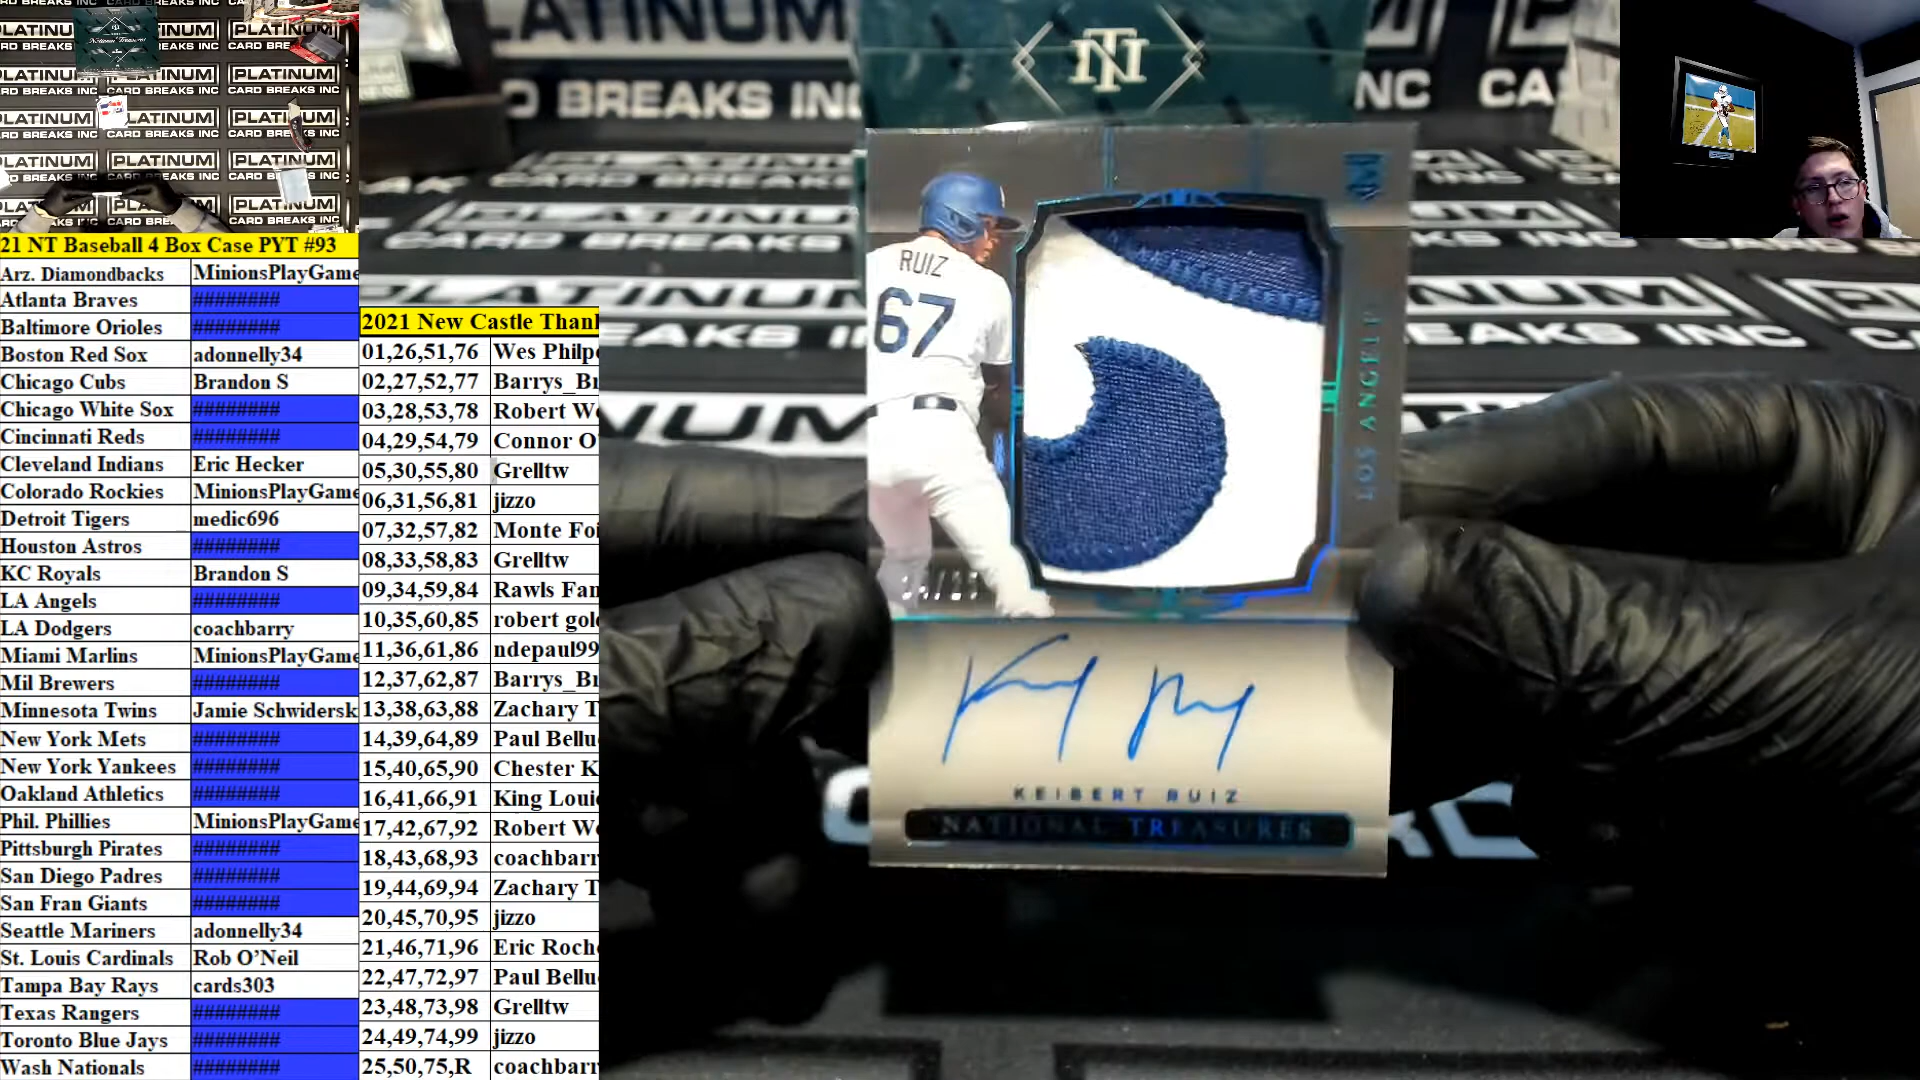 21 NT Baseball 4 Box Case PYT #93
Arz. Diamondbacks MinionsPlayGame
Atlanta Braves ########
Baltimore Orioles ########
Boston Red Sox adonnelly34
Chicago Cubs Brandon S
Chicago White Sox ########
Cincinnati Reds ########
Cleveland Indians Eric Hecker
Colorado Rockies MinionsPlayGame
Detroit Tigers medic696
Houston Astros ########
KC Royals Brandon S
LA Angels ########
LA Dodgers coachbarry
Miami Marlins MinionsPlayGame
Mil Brewers ########
Minnesota Twins Jamie Schwidersk
New York Mets ########
New York Yankees ########
Oakland Athletics ########
Phil. Phillies MinionsPlayGame
Pittsburgh Pirates ########
San Diego Padres ########
San Fran Giants ########
Seattle Mariners adonnelly34
St. Louis Cardinals Rob O’Neil
Tampa Bay Rays cards303
Texas Rangers ########
Toronto Blue Jays ########
Wash Nationals ########
2021 New Castle Thank
01,26,51,76 Wes Philp
02,27,52,77 Barrys_B
03,28,53,78 Robert W
04,29,54,79 Connor O
05,30,55,80 Grelltw
06,31,56,81 jizzo
07,32,57,82 Monte Foi
08,33,58,83 Grelltw
09,34,59,84 Rawls Fan
10,35,60,85 robert gol
11,36,61,86 ndepaul99
12,37,62,87 Barrys_B
13,38,63,88 Zachary T
14,39,64,89 Paul Bellu
15,40,65,90 Chester K
16,41,66,91 King Loui
17,42,67,92 Robert W
18,43,68,93 coachbarr
19,44,69,94 Zachary T
20,45,70,95 jizzo
21,46,71,96 Eric Roch
22,47,72,97 Paul Bellu
23,48,73,98 Grelltw
24,49,74,99 jizzo
25,50,75,R coachbarr
NT
PLATINUM
CARD BREAKS INC
RUIZ
67
LOS ANGELE
KEIBERT RUIZ
NATIONAL TREASURES